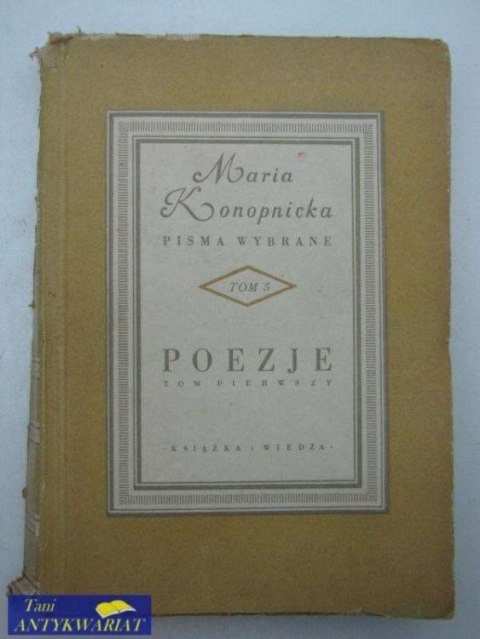 Maria
Konopnicka
PISMA WYBRANE
TOM 5
POEZJE
TOM PIERWSZY
·KSIĄŻKA i WIEDZA·
Tani
ANTYKWARIAT